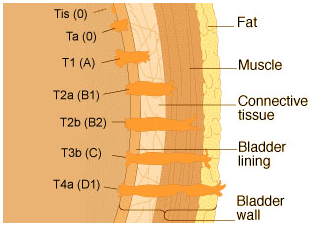 Tis (0)
Ta (0)
T1 (A)
T2a (B1)
T2b (B2)
T3b (C)
T4a (D1)
Fat
Muscle
Connective
tissue
Bladder
lining
Bladder
wall